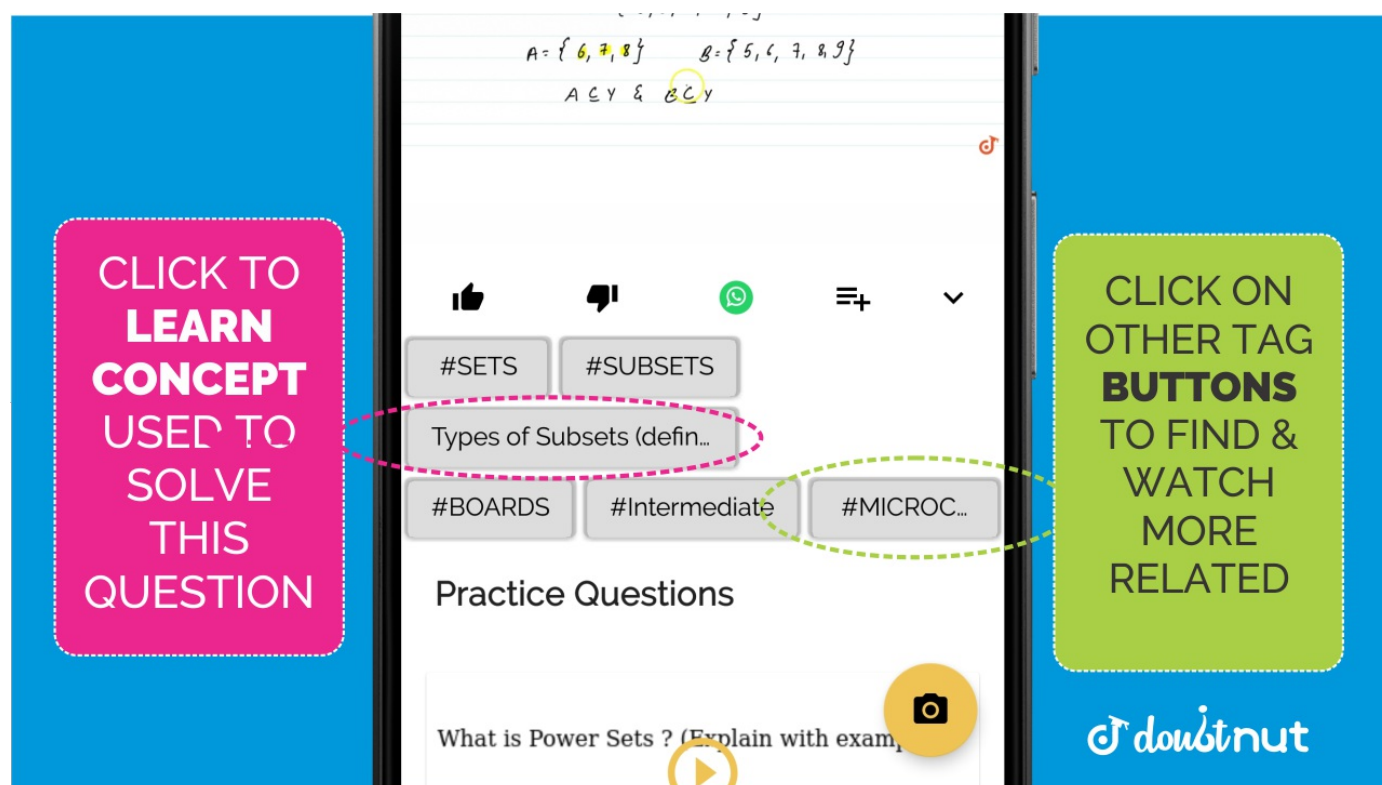 A = { 6, 7, 8 } B = { 5, 6, 7, 8, 9 }
A ⊆ Y & B ⊆ Y
CLICK TO
LEARN
CONCEPT
USED TO
SOLVE
THIS
QUESTION
#SETS #SUBSETS
Types of Subsets (defin...
#BOARDS #Intermediate #MICROC...
Practice Questions
What is Power Sets ? (Explain with exam
CLICK ON
OTHER TAG
BUTTONS
TO FIND &
WATCH
MORE
RELATED
doubtnut